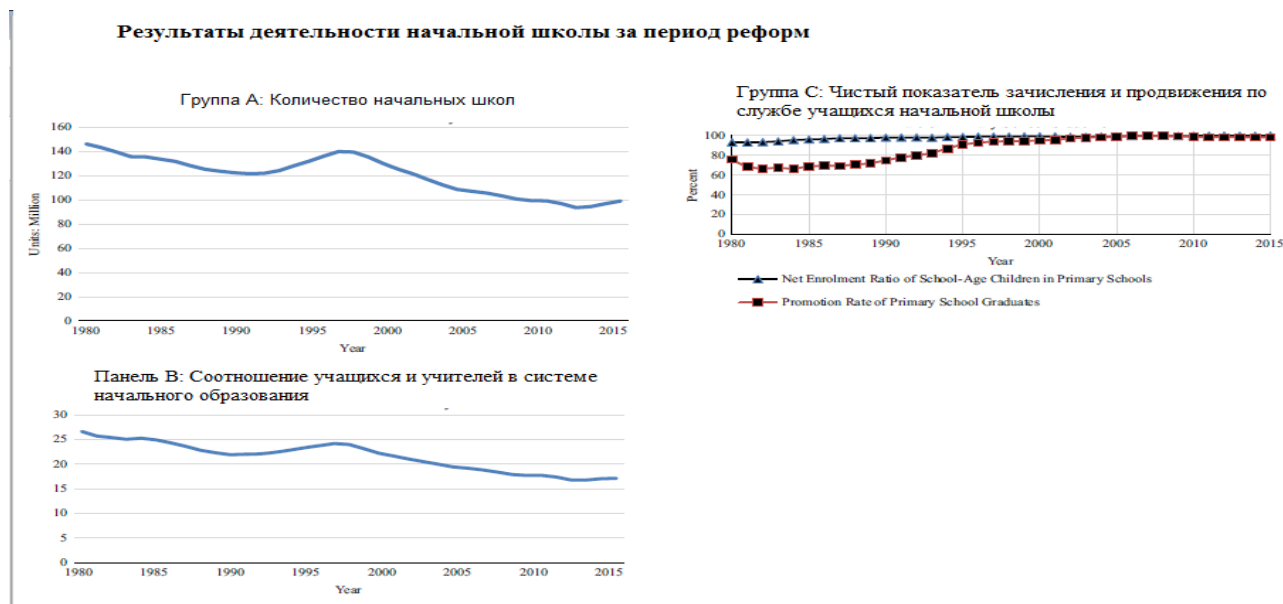 Результаты деятельности начальной школы за период реформ
Группа А: Количество начальных школ
160
140
120
100
80
60
40
20
0
Units: Million
1980 1985 1990 1995 2000 2005 2010 2015
Year
Панель B: Соотношение учащихся и учителей в системе
начального образования
30
25
20
15
10
5
0
1980 1985 1990 1995 2000 2005 2010 2015
Year
Группа C: Чистый показатель зачисления и продвижения по
службе учащихся начальной школы
100
80
60
40
20
0
Percent
1980 1985 1990 1995 2000 2005 2010 2015
Year
Net Enrolment Ratio of School-Age Children in Primary Schools
Promotion Rate of Primary School Graduates